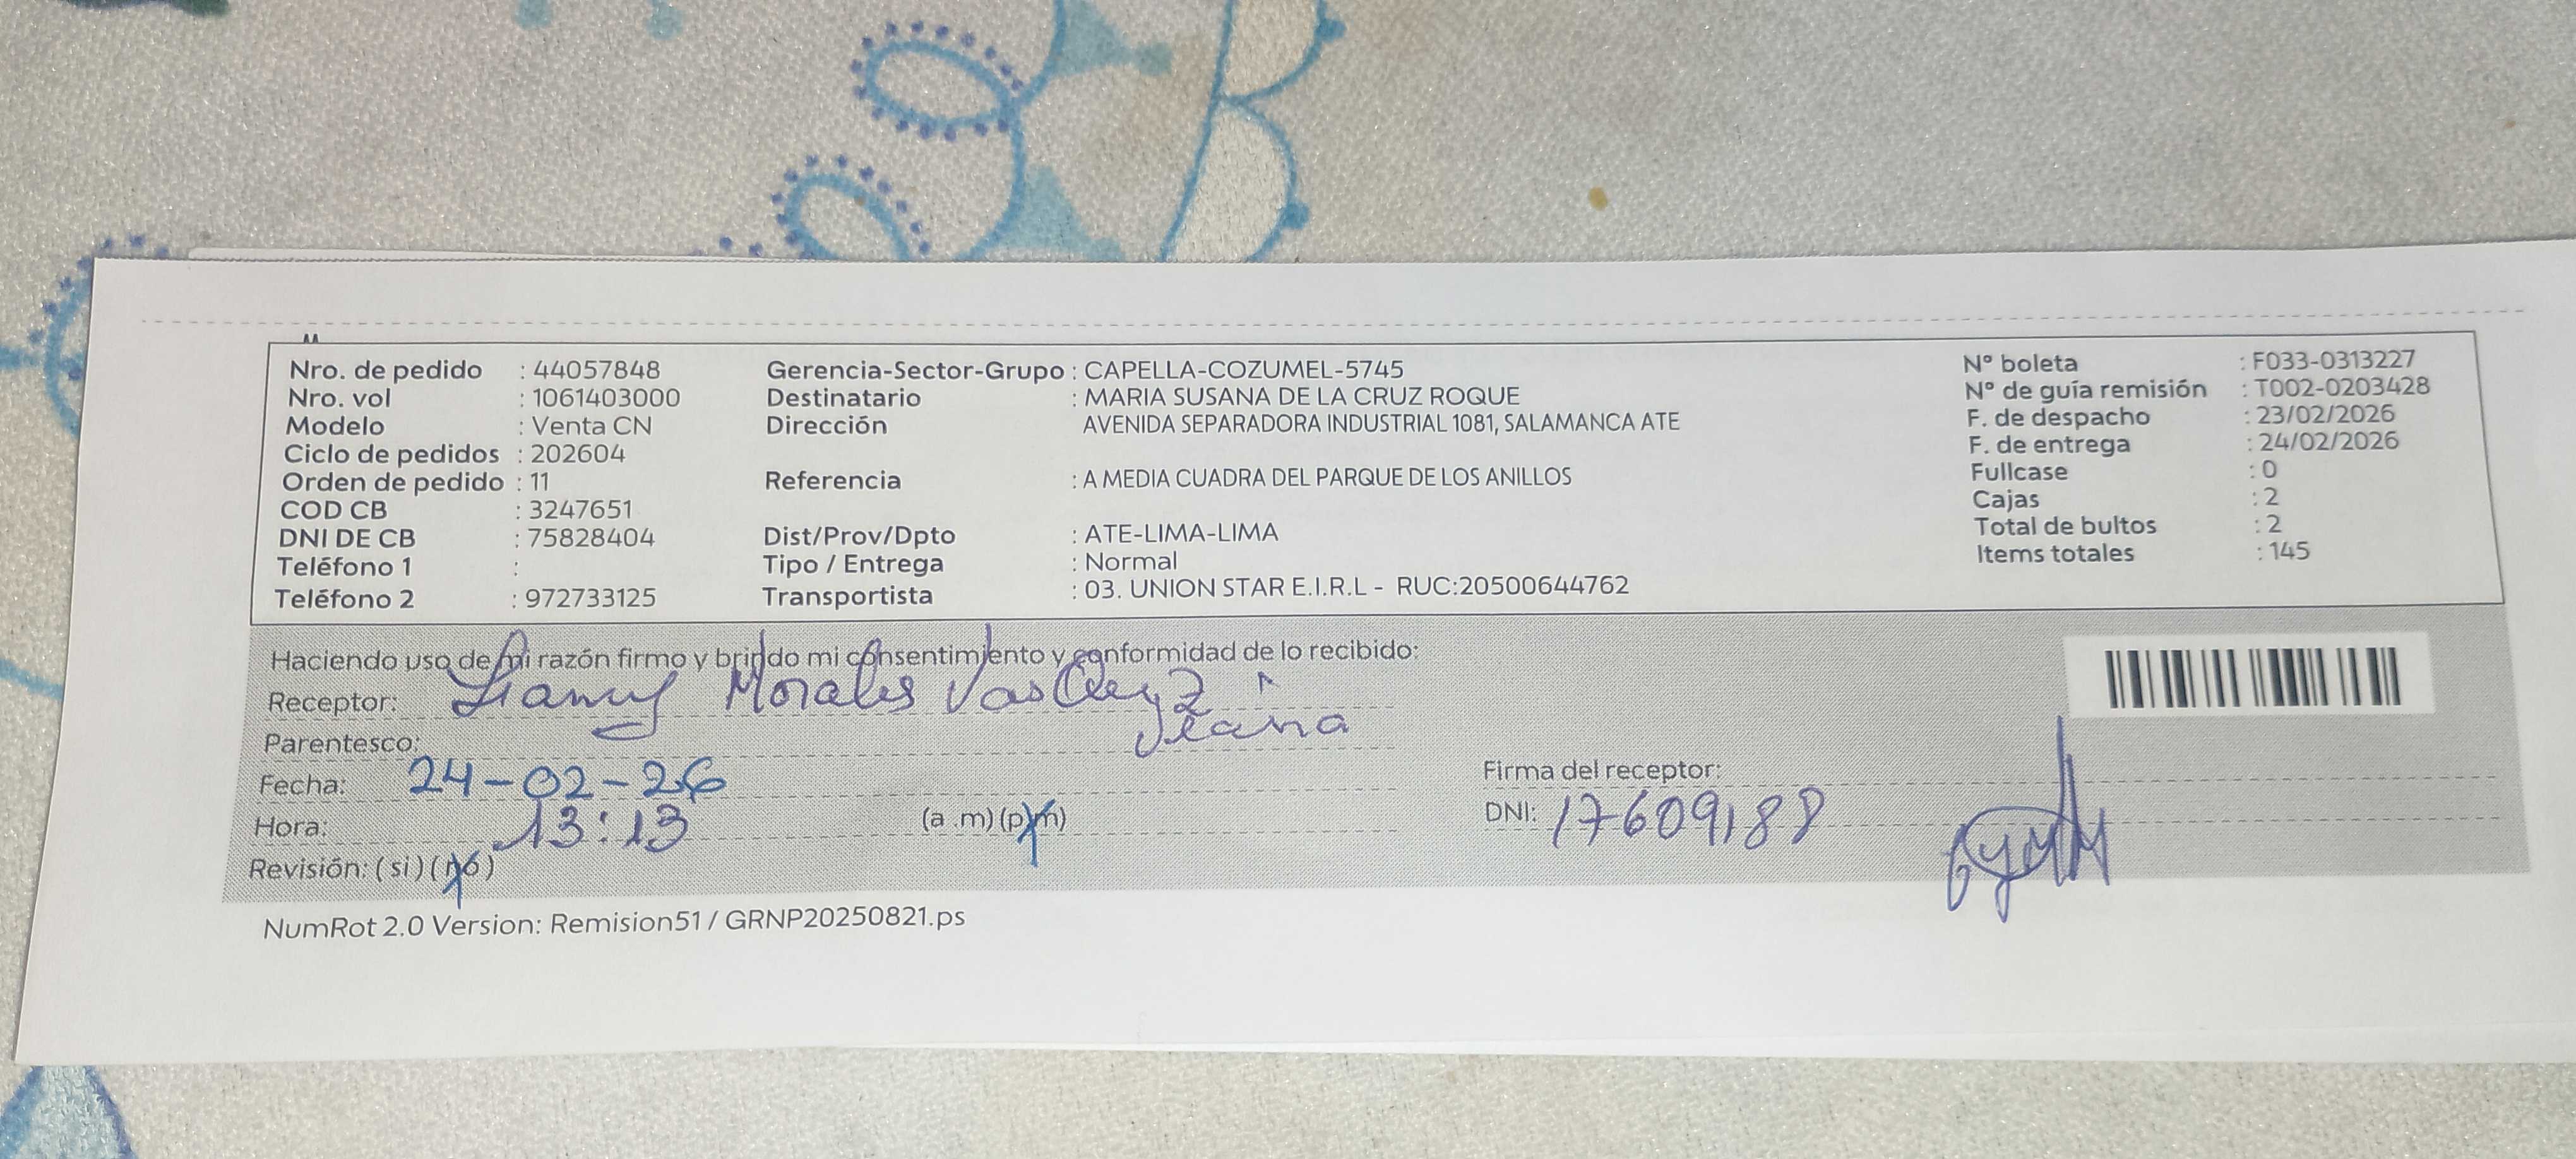 Nro. de pedido : 44057848
Nro. vol : 1061403000
Modelo : Venta CN
Ciclo de pedidos : 202604
Orden de pedido : 11
COD CB : 3247651
DNI DE CB : 75828404
Teléfono 1 :
Teléfono 2 : 972733125
Gerencia-Sector-Grupo : CAPELLA-COZUMEL-5745
Destinatario : MARIA SUSANA DE LA CRUZ ROQUE
Dirección AVENIDA SEPARADORA INDUSTRIAL 1081, SALAMANCA ATE
Referencia : A MEDIA CUADRA DEL PARQUE DE LOS ANILLOS
Dist/Prov/Dpto : ATE-LIMA-LIMA
Tipo / Entrega : Normal
Transportista : 03. UNION STAR E.I.R.L - RUC:20500644762
N° boleta : F033-0313227
N° de guía remisión : T002-0203428
F. de despacho : 23/02/2026
F. de entrega : 24/02/2026
Fullcase : 0
Cajas : 2
Total de bultos : 2
Items totales : 145
Haciendo uso de mi razón firmo y brindo mi consentimiento y conformidad de lo recibido:
Receptor: Morales
Parentesco:
Fecha: 24-02-26
Hora: 13:13 (a .m) (p.m)
Revisión: ( si ) ( no )
Firma del receptor:
DNI: 17609188
NumRot 2.0 Version: Remision51 / GRNP20250821.ps